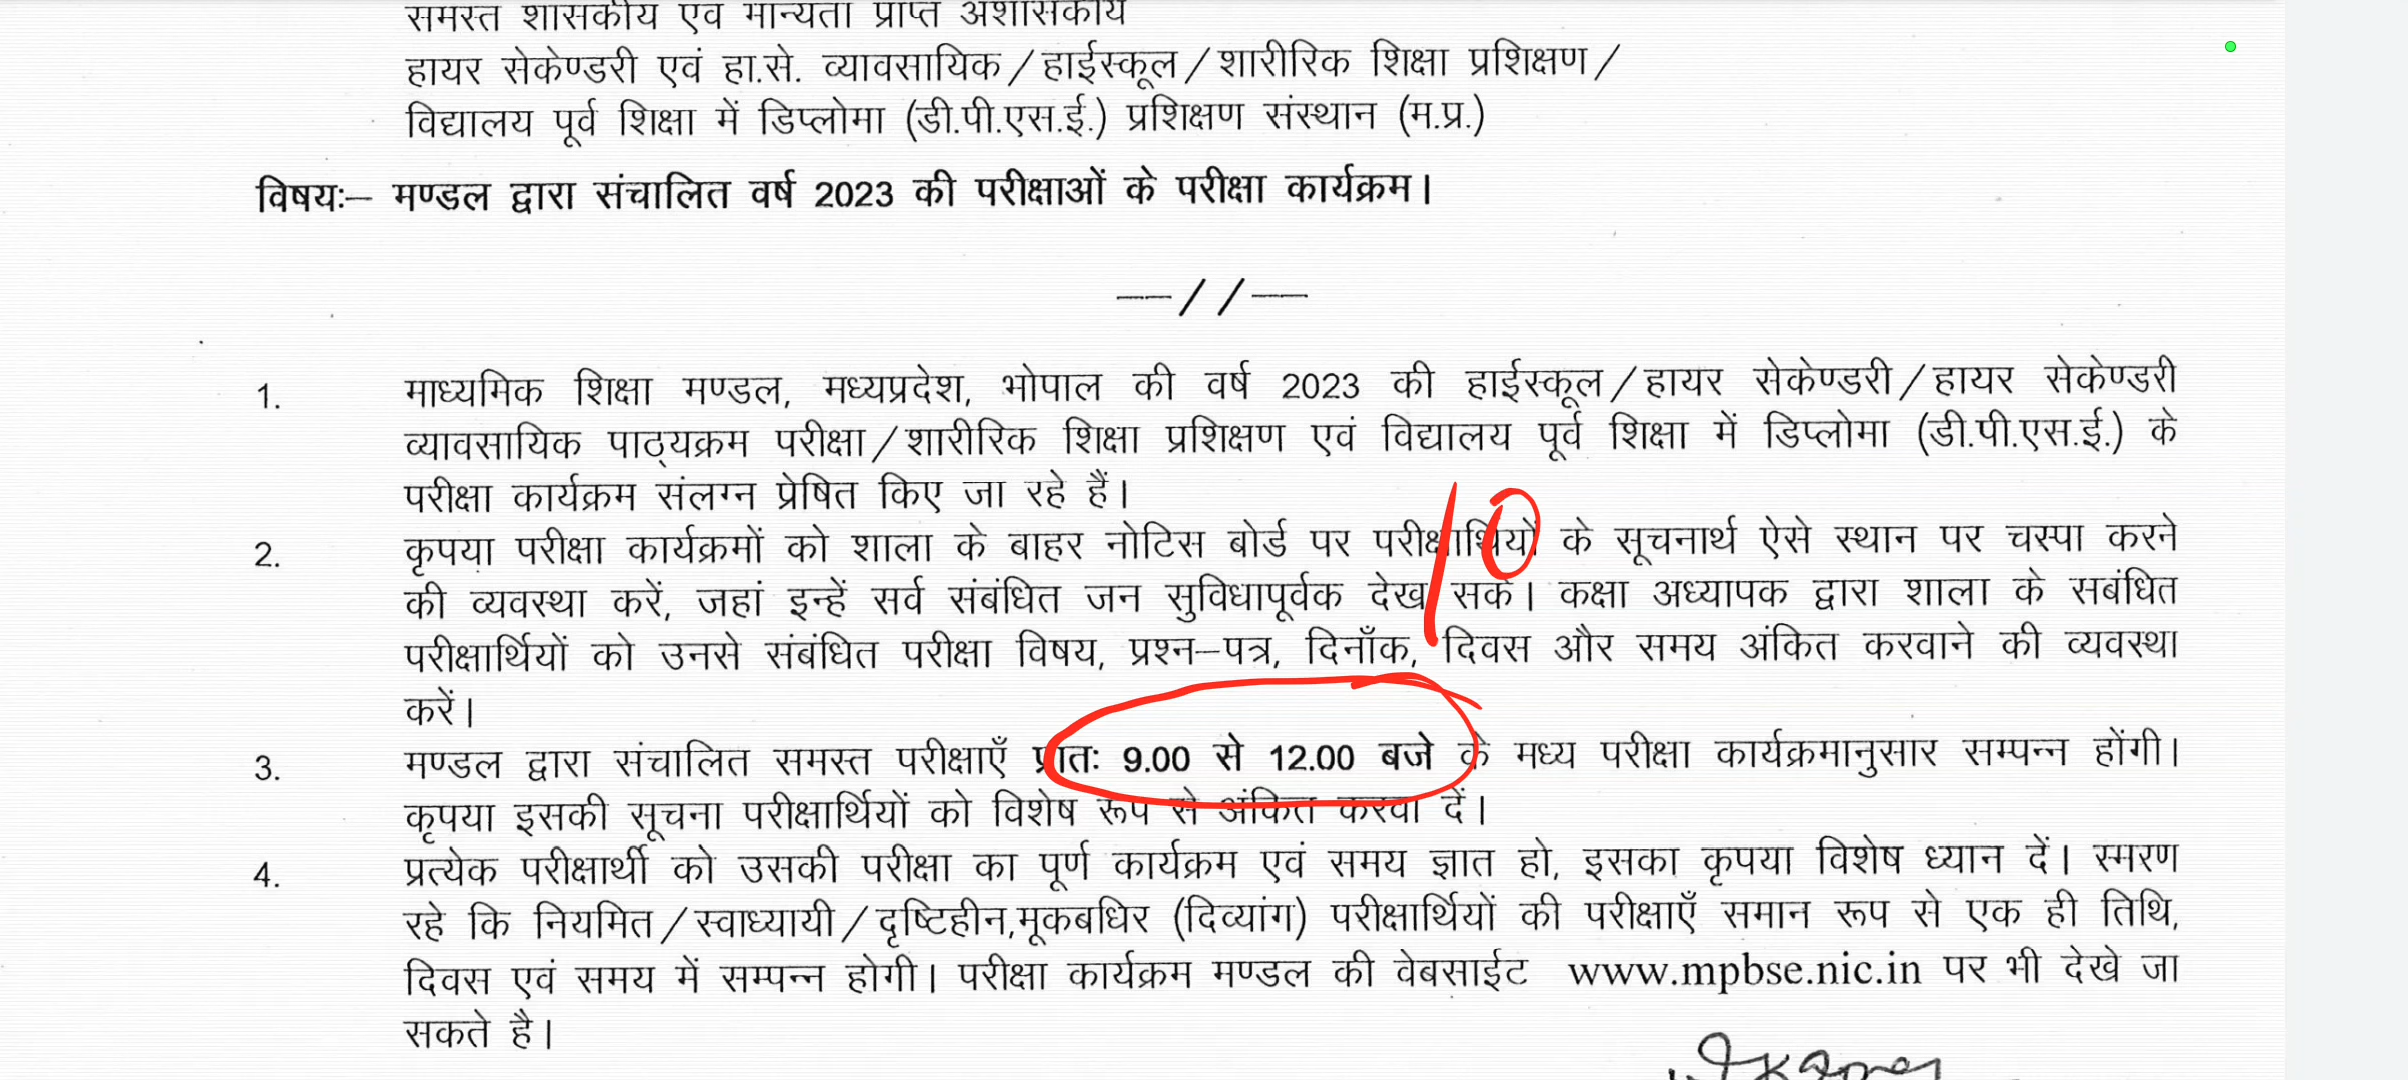 समस्त शासकीय एवं मान्यता प्राप्त अशासकीय
हायर सेकेण्डरी एवं हा.से. व्यावसायिक/हाईस्कूल/शारीरिक शिक्षा प्रशिक्षण/
विद्यालय पूर्व शिक्षा में डिप्लोमा (डी.पी.एस.ई.) प्रशिक्षण संस्थान (म.प्र.)
विषयः– मण्डल द्वारा संचालित वर्ष 2023 की परीक्षाओं के परीक्षा कार्यक्रम।
—//—
1. माध्यमिक शिक्षा मण्डल, मध्यप्रदेश, भोपाल की वर्ष 2023 की हाईस्कूल/हायर सेकेण्डरी/हायर सेकेण्डरी
व्यावसायिक पाठ्यक्रम परीक्षा/शारीरिक शिक्षा प्रशिक्षण एवं विद्यालय पूर्व शिक्षा में डिप्लोमा (डी.पी.एस.ई.) के
परीक्षा कार्यक्रम संलग्न प्रेषित किए जा रहे हैं।
10
2. कृपया परीक्षा कार्यक्रमों को शाला के बाहर नोटिस बोर्ड पर परीक्षार्थियों के सूचनार्थ ऐसे स्थान पर चस्पा करने
की व्यवस्था करें, जहां इन्हें सर्व संबंधित जन सुविधापूर्वक देख सकें। कक्षा अध्यापक द्वारा शाला के सबंधित
परीक्षार्थियों को उनसे संबंधित परीक्षा विषय, प्रश्न–पत्र, दिनाँक, दिवस और समय अंकित करवाने की व्यवस्था
करें।
3. मण्डल द्वारा संचालित समस्त परीक्षाएँ प्रातः 9.00 से 12.00 बजे के मध्य परीक्षा कार्यक्रमानुसार सम्पन्न होंगी।
कृपया इसकी सूचना परीक्षार्थियों को विशेष रूप से अंकित करवा दें।
4. प्रत्येक परीक्षार्थी को उसकी परीक्षा का पूर्ण कार्यक्रम एवं समय ज्ञात हो, इसका कृपया विशेष ध्यान दें। स्मरण
रहे कि नियमित/स्वाध्यायी/दृष्टिहीन,मूकबधिर (दिव्यांग) परीक्षार्थियों की परीक्षाएँ समान रूप से एक ही तिथि,
दिवस एवं समय में सम्पन्न होगी। परीक्षा कार्यक्रम मण्डल की वेबसाईट www.mpbse.nic.in पर भी देखे जा
सकते है।